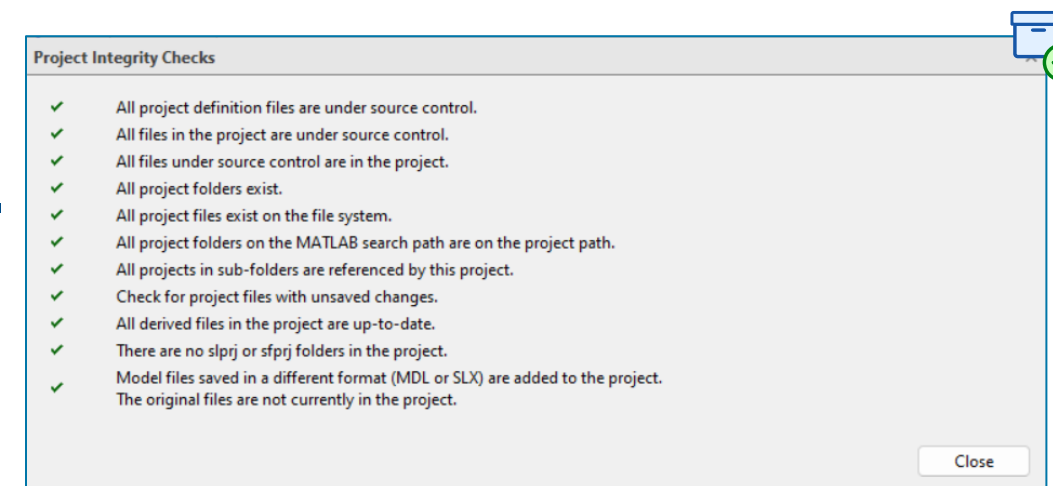 Project Integrity Checks
All project definition files are under source control.
All files in the project are under source control.
All files under source control are in the project.
All project folders exist.
All project files exist on the file system.
All project folders on the MATLAB search path are on the project path.
All projects in sub-folders are referenced by this project.
Check for project files with unsaved changes.
All derived files in the project are up-to-date.
There are no slprj or sfprj folders in the project.
Model files saved in a different format (MDL or SLX) are added to the project.
The original files are not currently in the project.
Close